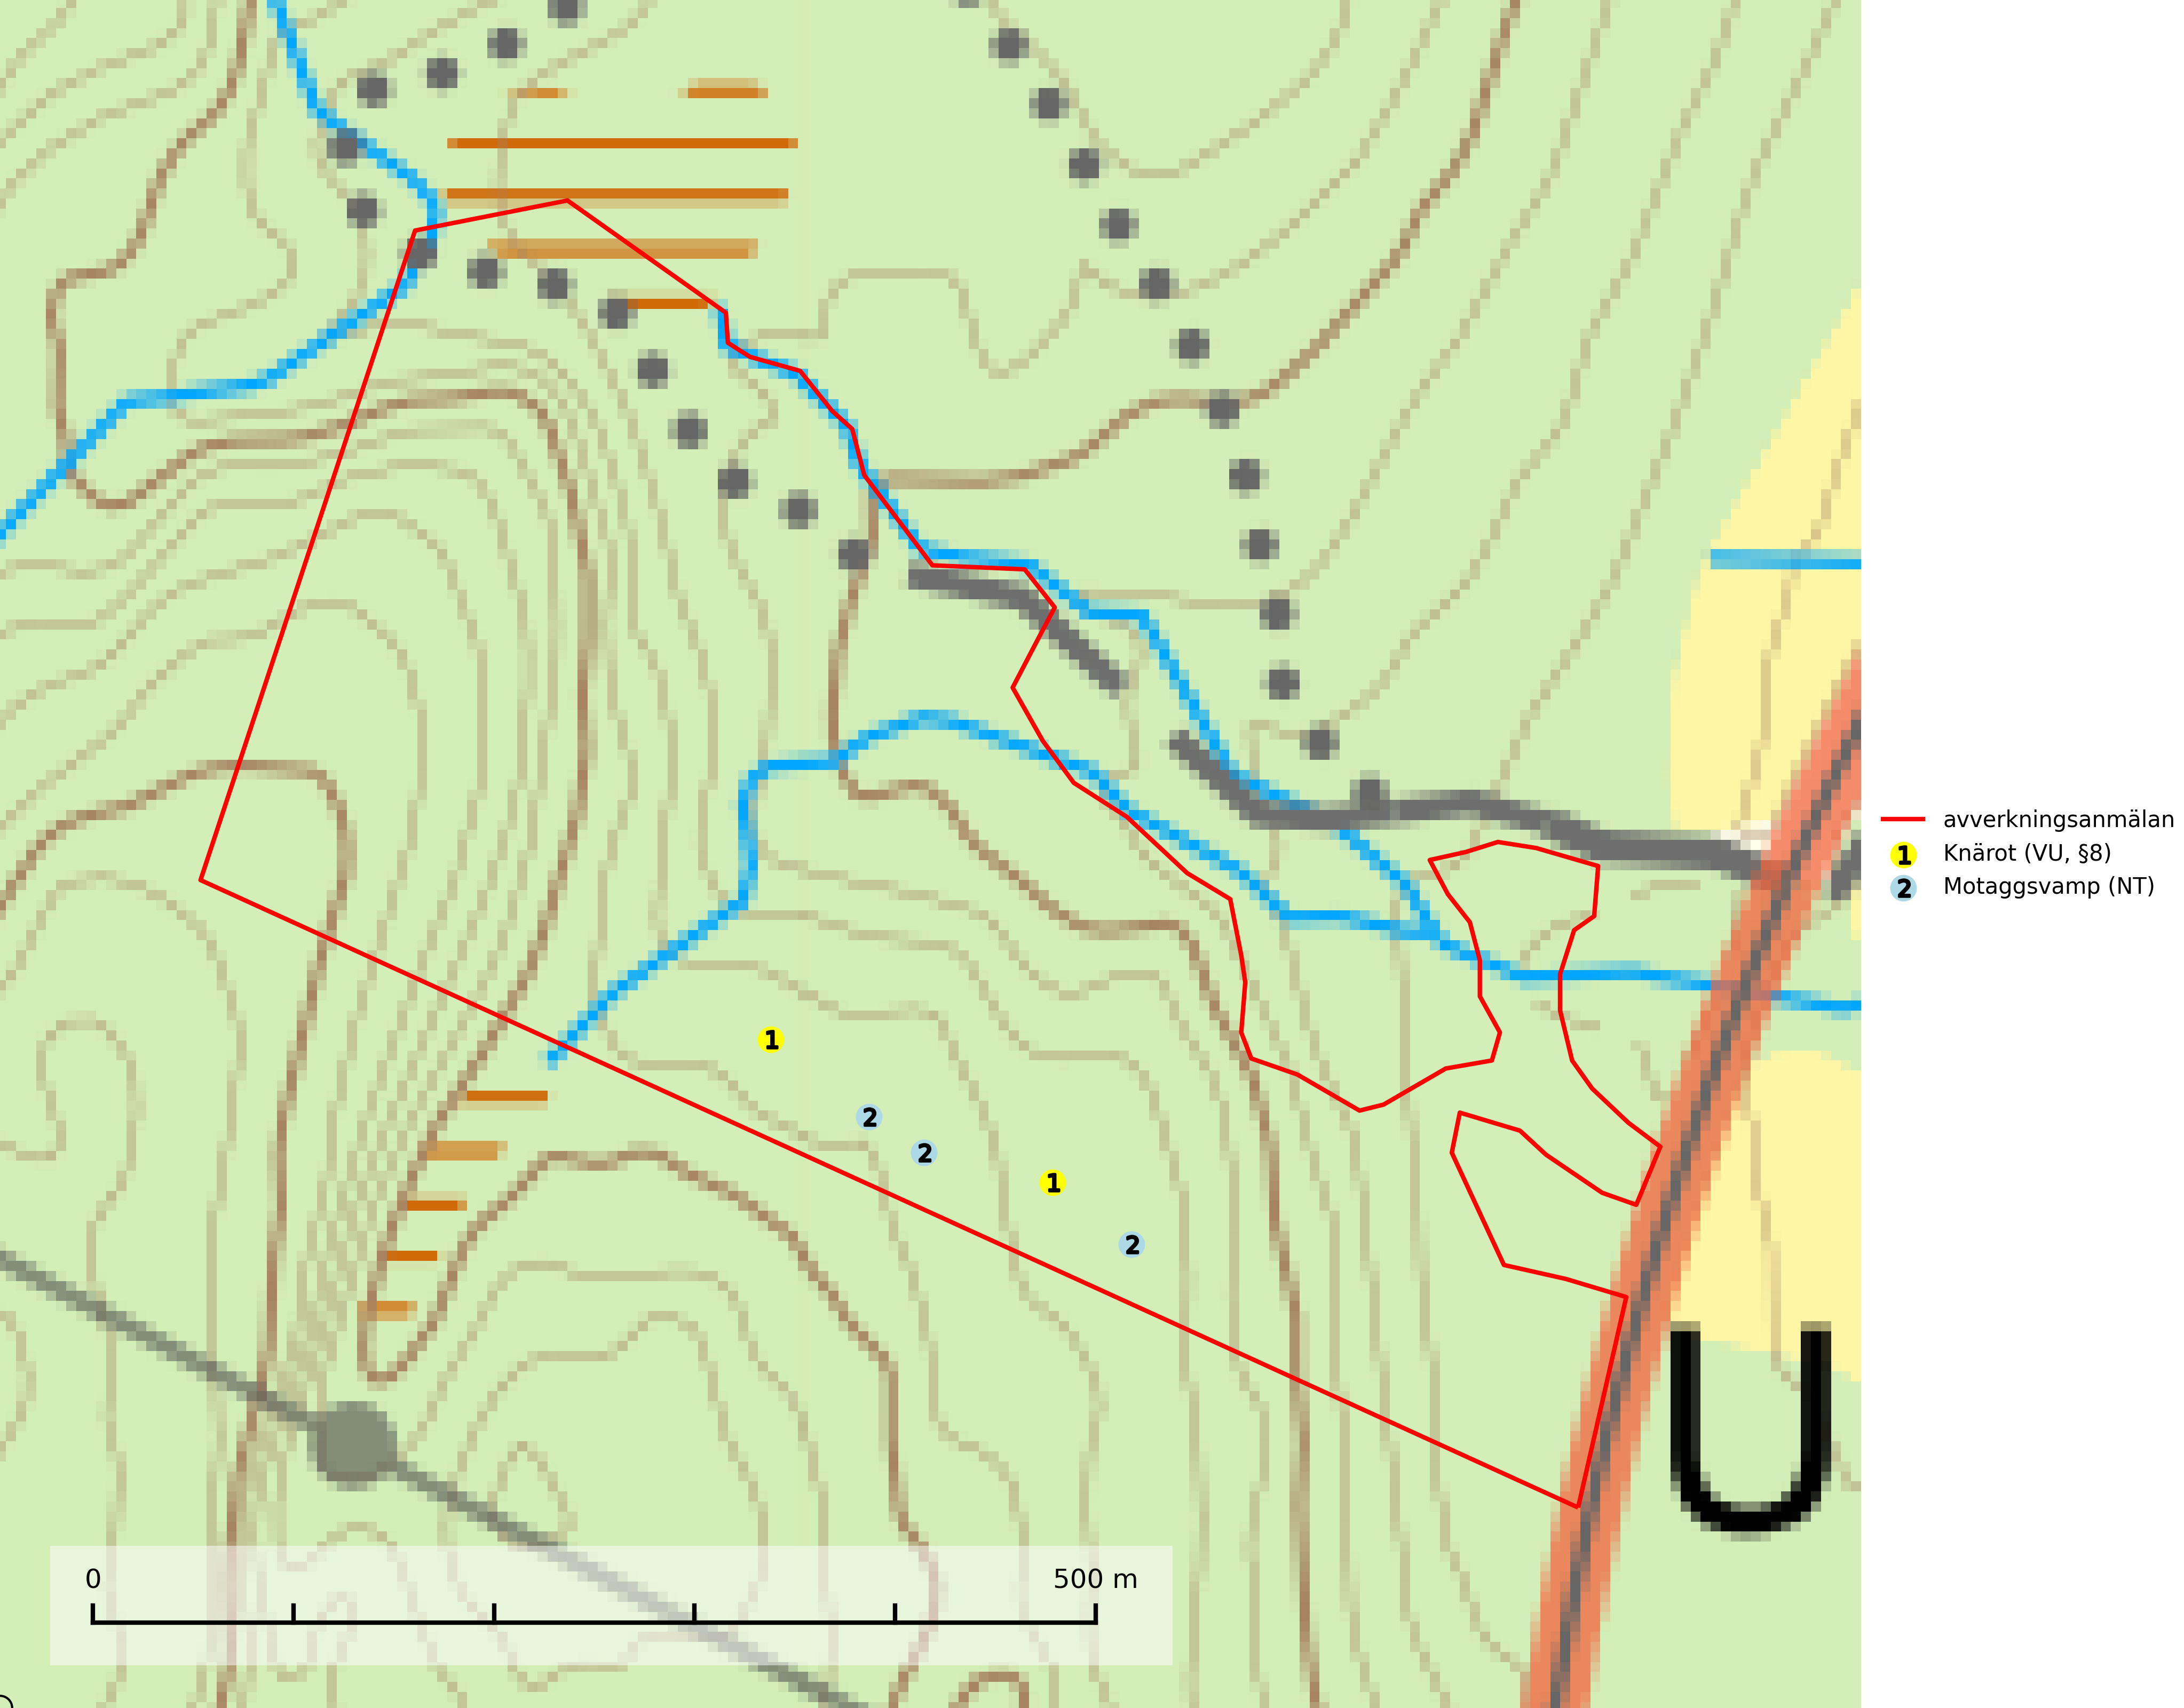 avverkningsanmälan
1 Knärot (VU, §8)
2 Motaggsvamp (NT)
1
2
2
1
2
0 500 m